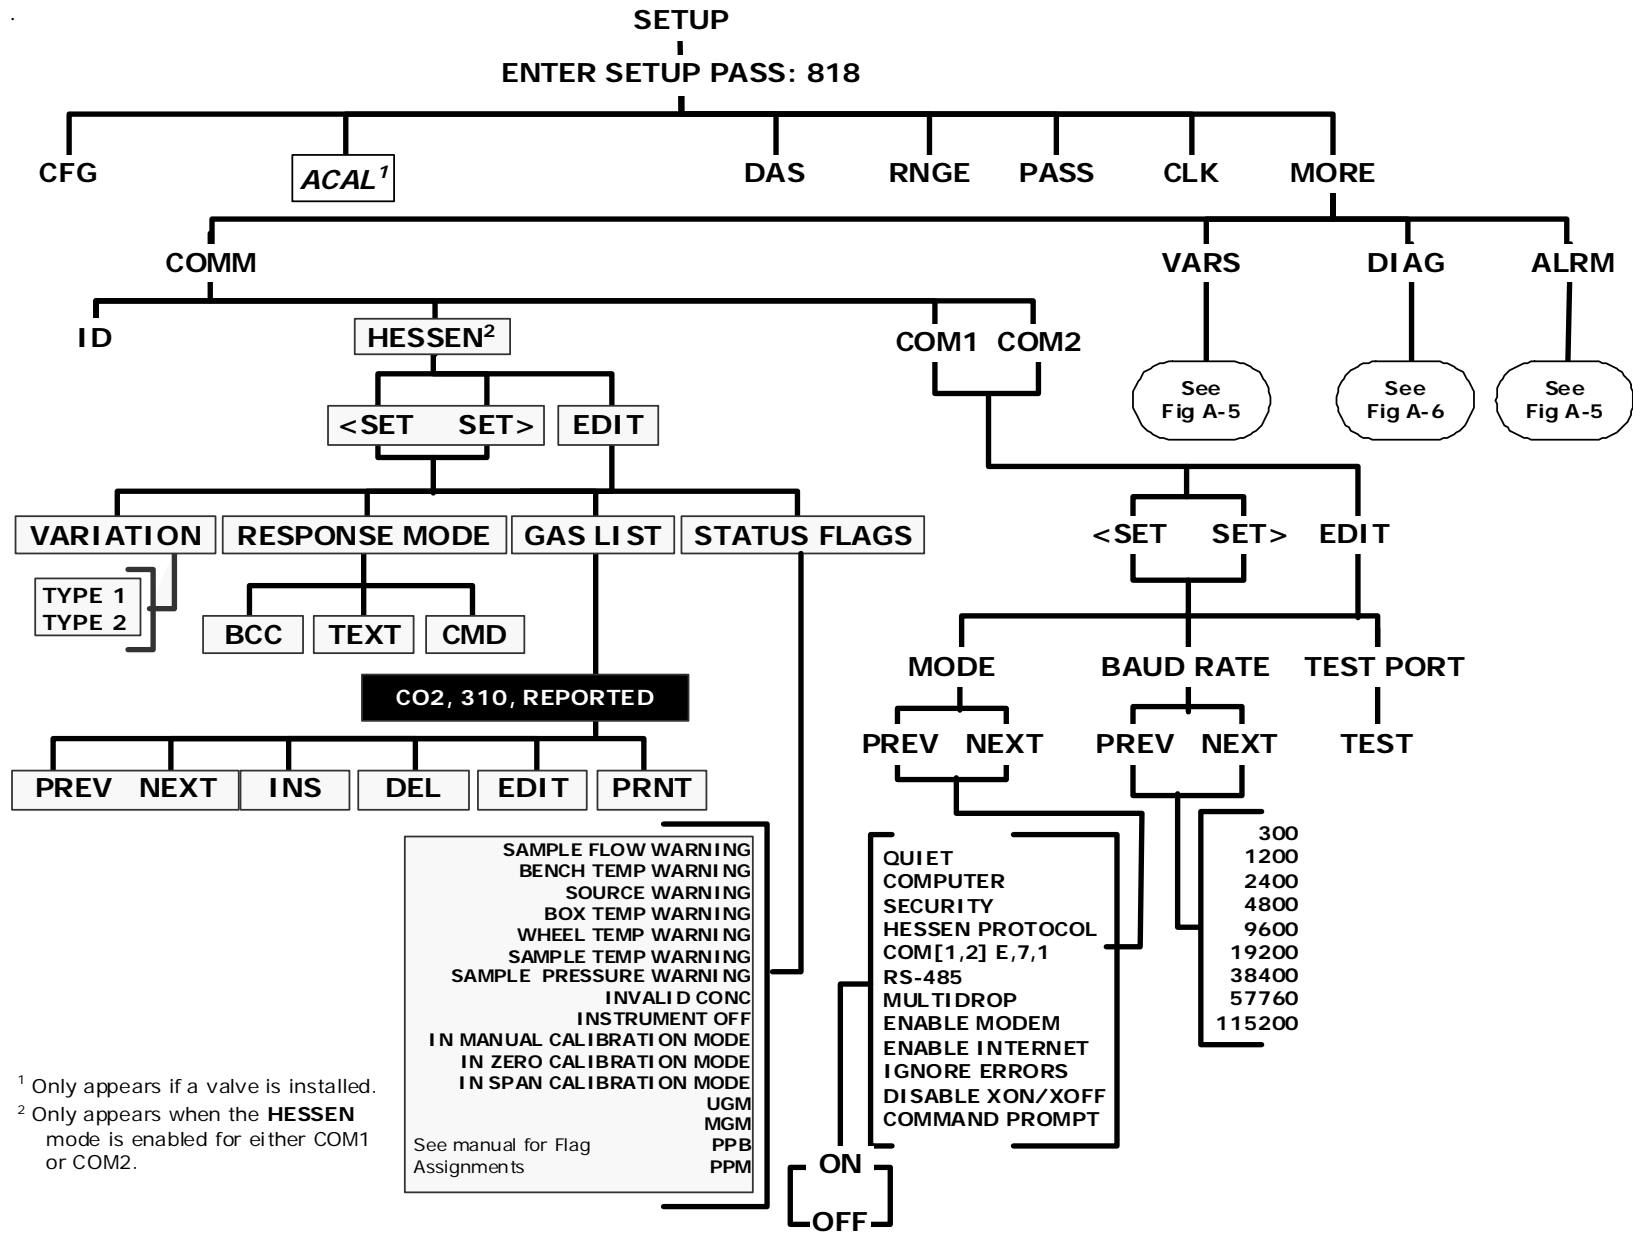 SETUP
ENTER SETUP PASS: 818
CFG
ACAL¹
DAS
RNGE
PASS
CLK
MORE
COMM
VARS
DIAG
ALRM
ID
HESSEN²
COM1
COM2
See
Fig A-5
See
Fig A-6
See
Fig A-5
<SET
SET>
EDIT
VARIATION
RESPONSE MODE
GAS LIST
STATUS FLAGS
<SET
SET>
EDIT
TYPE 1
TYPE 2
BCC
TEXT
CMD
MODE
BAUD RATE
TEST PORT
CO2, 310, REPORTED
PREV
NEXT
PREV
NEXT
TEST
PREV
NEXT
INS
DEL
EDIT
PRNT
SAMPLE FLOW WARNING
BENCH TEMP WARNING
SOURCE WARNING
BOX TEMP WARNING
WHEEL TEMP WARNING
SAMPLE TEMP WARNING
SAMPLE PRESSURE WARNING
INVALID CONC
INSTRUMENT OFF
IN MANUAL CALIBRATION MODE
IN ZERO CALIBRATION MODE
IN SPAN CALIBRATION MODE
UGM
MGM
PPB
PPM
See manual for Flag
Assignments
QUIET
COMPUTER
SECURITY
HESSEN PROTOCOL
COM[1,2] E,7,1
RS-485
MULTIDROP
ENABLE MODEM
ENABLE INTERNET
IGNORE ERRORS
DISABLE XON/XOFF
COMMAND PROMPT
300
1200
2400
4800
9600
19200
38400
57760
115200
ON
OFF
¹ Only appears if a valve is installed.
² Only appears when the HESSEN
mode is enabled for either COM1
or COM2.